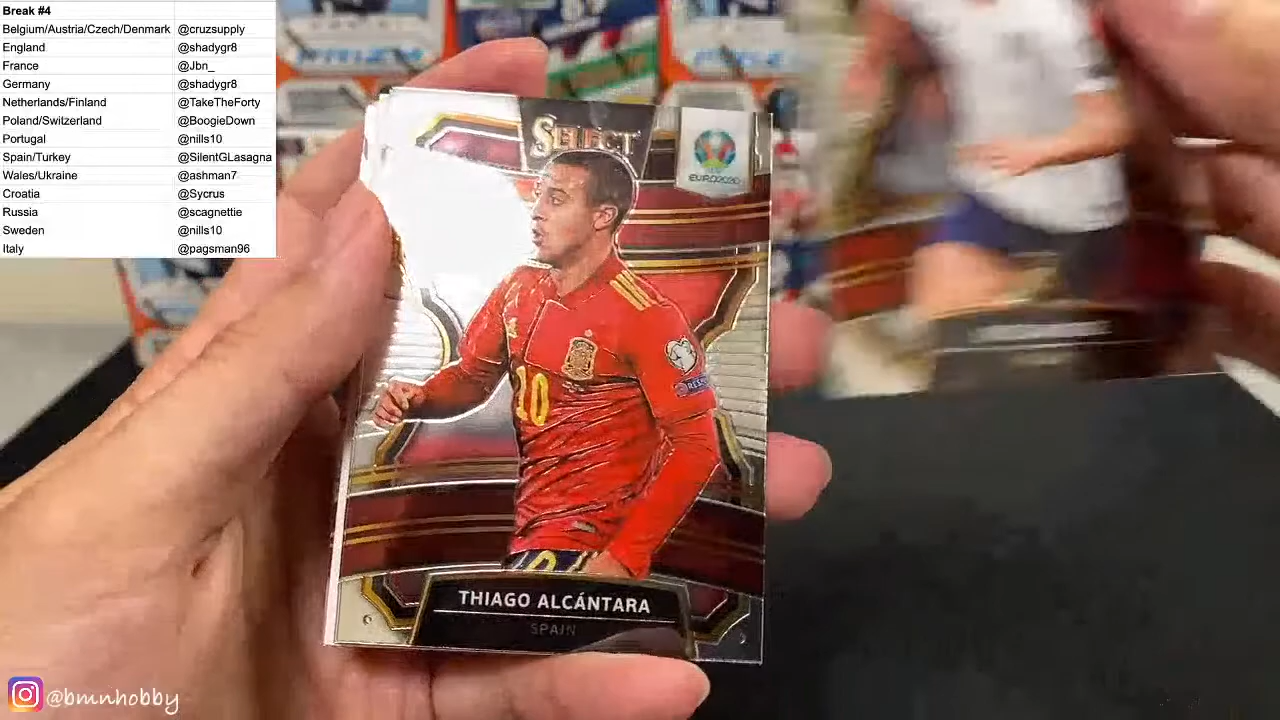 Break #4
Belgium/Austria/Czech/Denmark @cruzsupply
England @shadygr8
France @Jbn_
Germany @shadygr8
Netherlands/Finland @TakeTheForty
Poland/Switzerland @BoogieDown
Portugal @nills10
Spain/Turkey @SilentGLasagna
Wales/Ukraine @ashman7
Croatia @Sycrus
Russia @scagnettie
Sweden @nills10
Italy @pagsman96
SELECT
EURO2020
10
THIAGO ALCÁNTARA
SPAIN
@bmnhobby